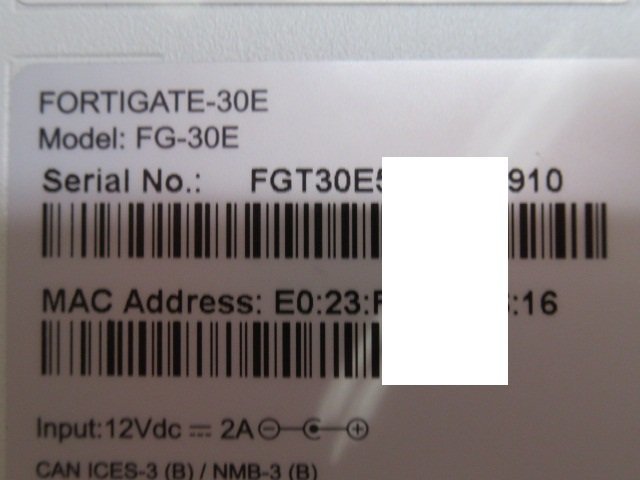 FORTIGATE-30E
Model: FG-30E
Serial No.: FGT30E5 910
MAC Address: E0:23: :16
Input:12Vdc ⎓ 2A
CAN ICES-3 (B) / NMB-3 (B)